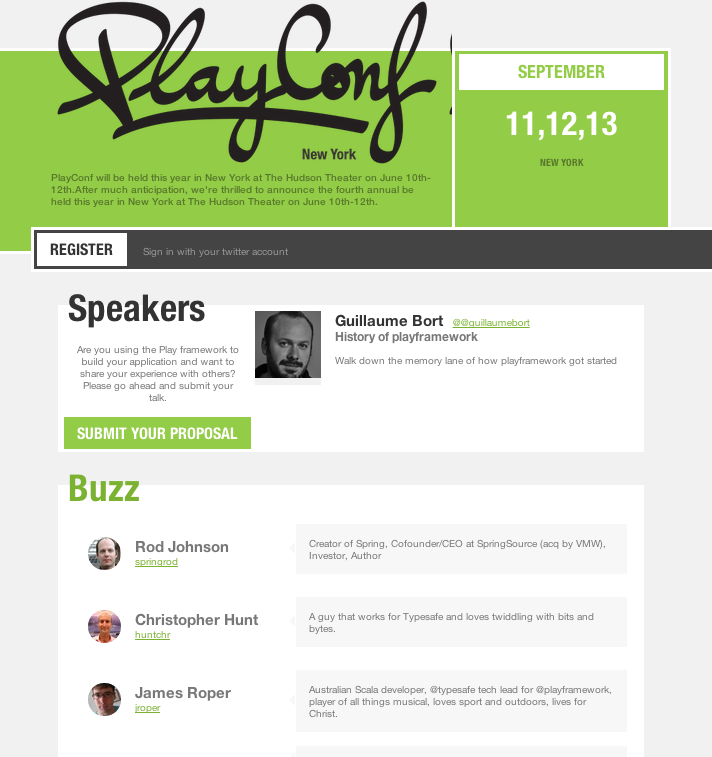 PlayConf
New York
PlayConf will be held this year in New York at The Hudson Theater on June 10th-
12th.After much anticipation, we're thrilled to announce the fourth annual be
held this year in New York at The Hudson Theater on June 10th-12th.
SEPTEMBER
11,12,13
NEW YORK
REGISTER
Sign in with your twitter account
Speakers
Are you using the Play framework to
build your application and want to
share your experience with others?
Please go ahead and submit your
talk.
SUBMIT YOUR PROPOSAL
Guillaume Bort @@guillaumebort
History of playframework
Walk down the memory lane of how playframework got started
Buzz
Rod Johnson
springrod
Creator of Spring, Cofounder/CEO at SpringSource (acq by VMW),
Investor, Author
Christopher Hunt
huntchr
A guy that works for Typesafe and loves twiddling with bits and
bytes.
James Roper
jroper
Australian Scala developer, @typesafe tech lead for @playframework,
player of all things musical, loves sport and outdoors, lives for
Christ.